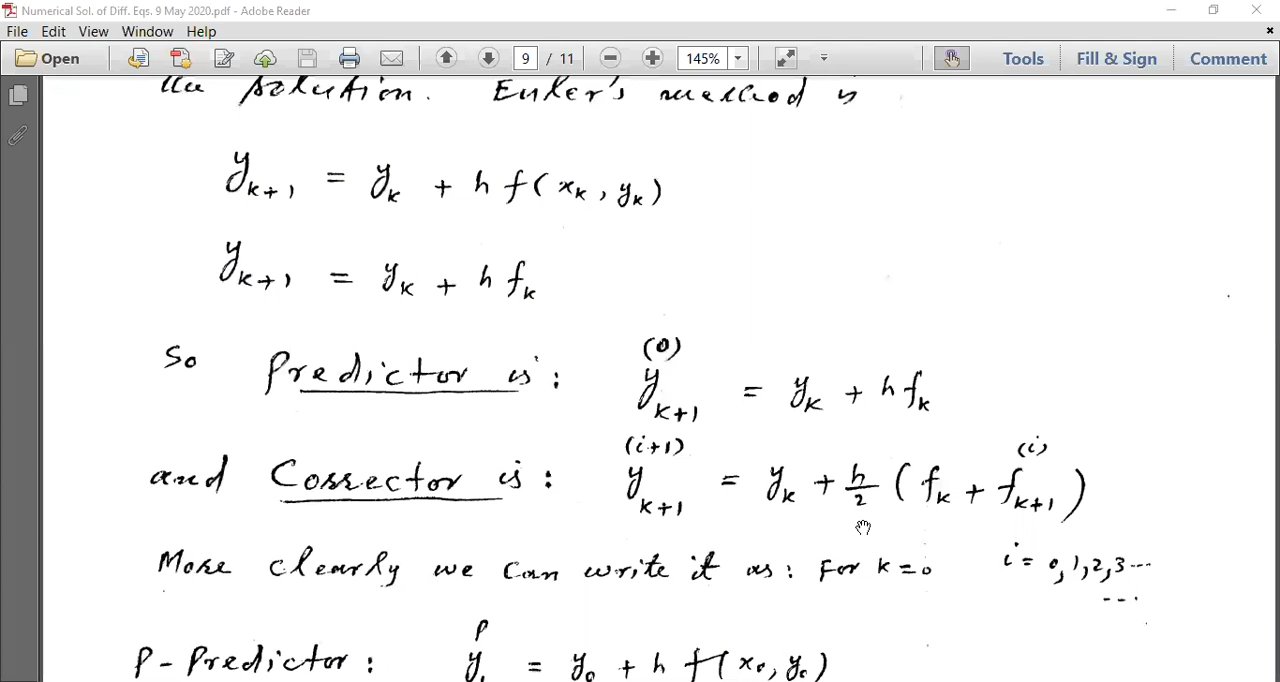 Numerical Sol. of Diff. Eqs. 9 May 2020.pdf - Adobe Reader
File Edit View Window Help
Open 9 / 11 145% Tools Fill & Sign Comment
the solution. Euler's method is
y_{k+1} = y_k + h f(x_k, y_k)
y_{k+1} = y_k + h f_k
So Predictor is: y_{k+1}^{(0)} = y_k + h f_k
and Corrector is: y_{k+1}^{(i+1)} = y_k + h/2 (f_k + f_{k+1}^{(i)})
More clearly we can write it as: For k=0 i = 0,1,2,3...
...
P-Predictor: y_1^P = y_0 + h f(x_0, y_0)